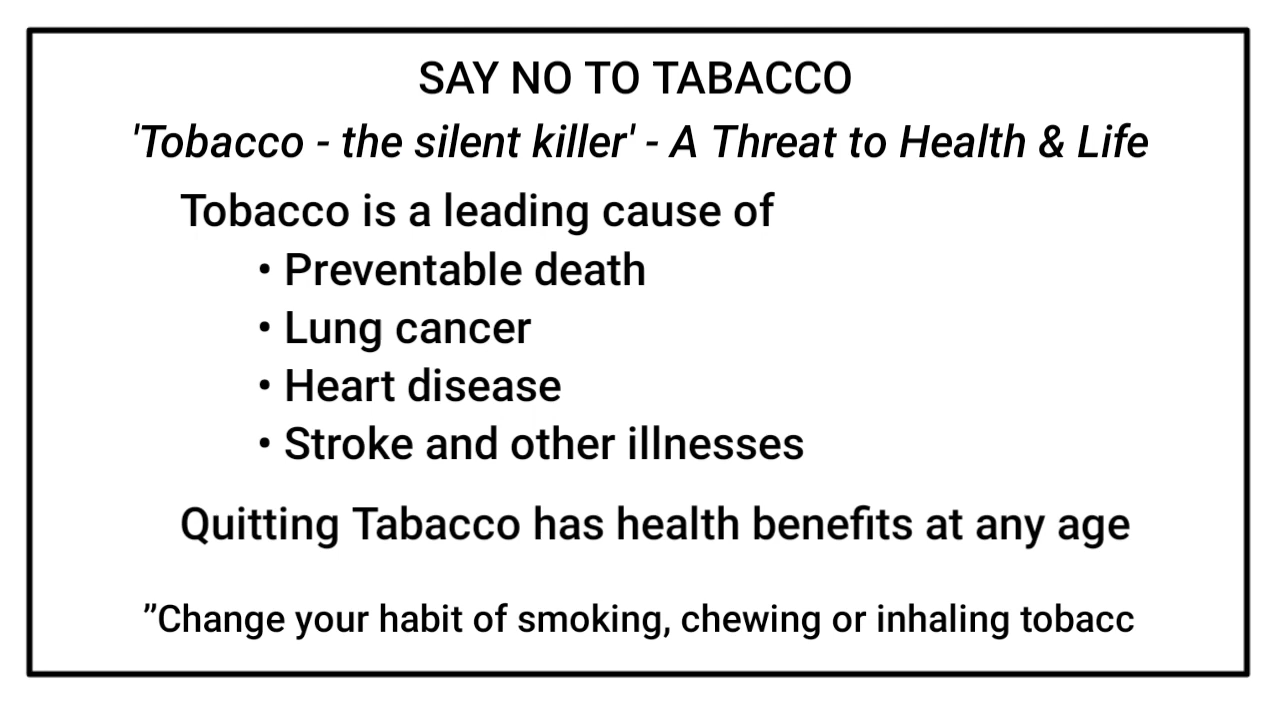 SAY NO TO TABACCO
'Tobacco - the silent killer' - A Threat to Health & Life
Tobacco is a leading cause of
• Preventable death
• Lung cancer
• Heart disease
• Stroke and other illnesses
Quitting Tabacco has health benefits at any age
”Change your habit of smoking, chewing or inhaling tobacc